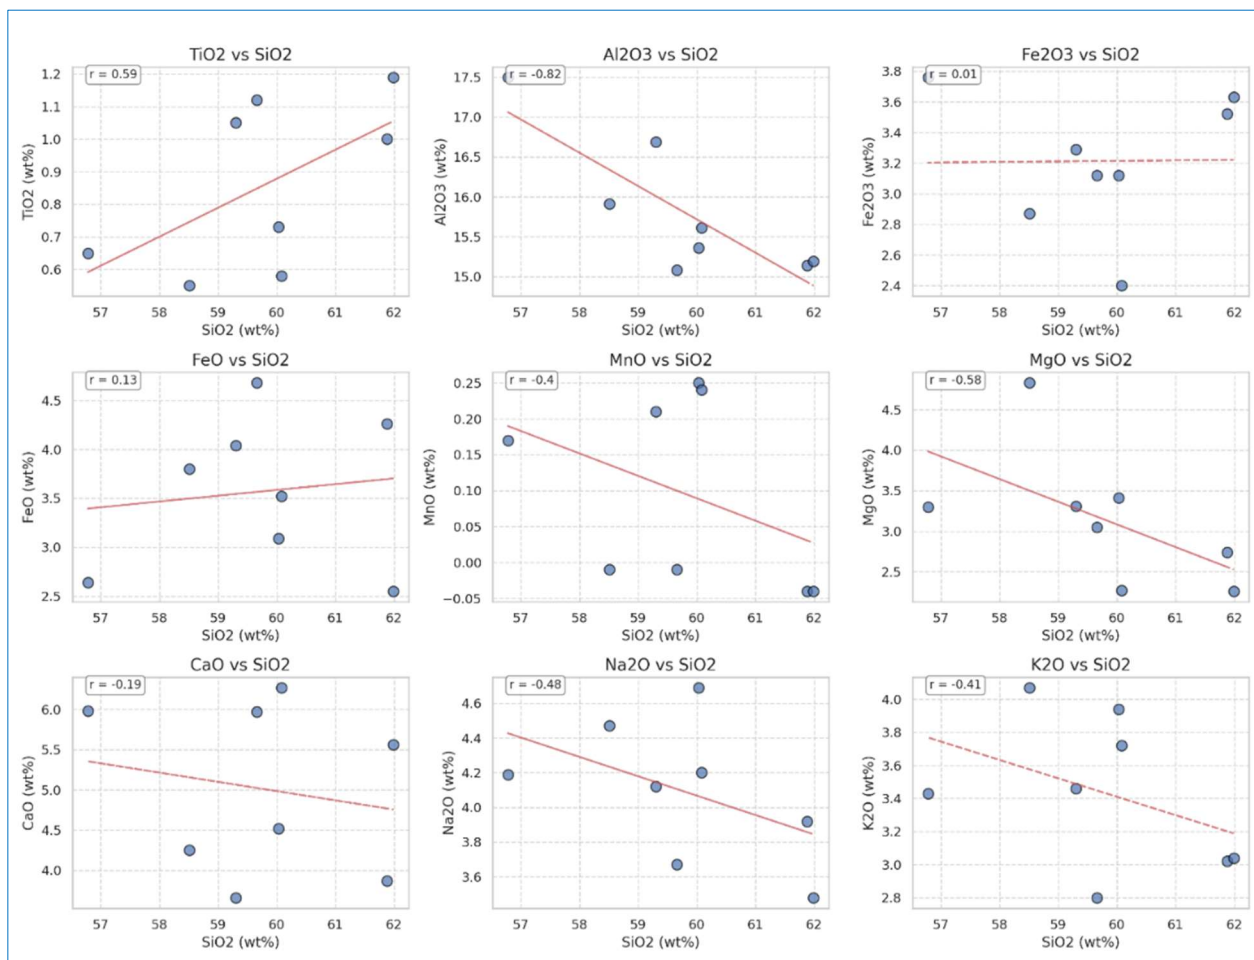 TiO2 vs SiO2
r = 0.59
1.2
1.1
1.0
0.9
0.8
0.7
0.6
TiO2 (wt%)
57 58 59 60 61 62
SiO2 (wt%)
Al2O3 vs SiO2
r = -0.82
17.5
17.0
16.5
16.0
15.5
15.0
Al2O3 (wt%)
57 58 59 60 61 62
SiO2 (wt%)
Fe2O3 vs SiO2
r = 0.01
3.8
3.6
3.4
3.2
3.0
2.8
2.6
2.4
Fe2O3 (wt%)
57 58 59 60 61 62
SiO2 (wt%)
FeO vs SiO2
r = 0.13
4.5
4.0
3.5
3.0
2.5
FeO (wt%)
57 58 59 60 61 62
SiO2 (wt%)
MnO vs SiO2
r = -0.4
0.25
0.20
0.15
0.10
0.05
0.00
−0.05
MnO (wt%)
57 58 59 60 61 62
SiO2 (wt%)
MgO vs SiO2
r = -0.58
4.5
4.0
3.5
3.0
2.5
MgO (wt%)
57 58 59 60 61 62
SiO2 (wt%)
CaO vs SiO2
r = -0.19
6.0
5.5
5.0
4.5
4.0
CaO (wt%)
57 58 59 60 61 62
SiO2 (wt%)
Na2O vs SiO2
r = -0.48
4.6
4.4
4.2
4.0
3.8
3.6
Na2O (wt%)
57 58 59 60 61 62
SiO2 (wt%)
K2O vs SiO2
r = -0.41
4.0
3.8
3.6
3.4
3.2
3.0
2.8
K2O (wt%)
57 58 59 60 61 62
SiO2 (wt%)